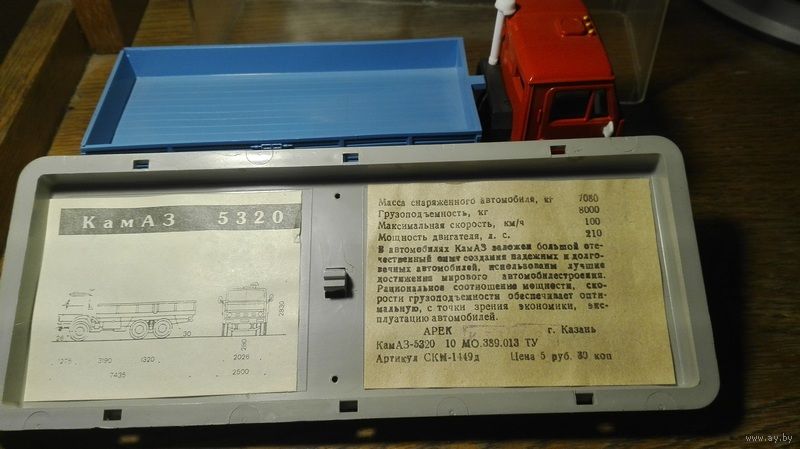 КамАЗ 5320
2830
290
30
1275 3190 1320
2026
7435
2500
Масса снаряженного автомобиля, кг 7080
Грузоподъемность, кг 8000
Максимальная скорость, км/ч 100
Мощность двигателя, л. с. 210
В автомобилях КамАЗ заложен большой оте-
чественный опыт создания надежных и долго-
вечных автомобилей, использованы лучшие
достижения мирового автомобилестроения.
Рациональное соотношение мощности, ско-
рости грузоподъемности обеспечивает опти-
мальную, с точки зрения экономики, экс-
плуатацию автомобилей.
АРЕК г. Казань
КамАЗ-5320 10 МО.389.013 ТУ
Артикул СКМ-1449д Цена 5 руб. 30 коп
www.ay.by